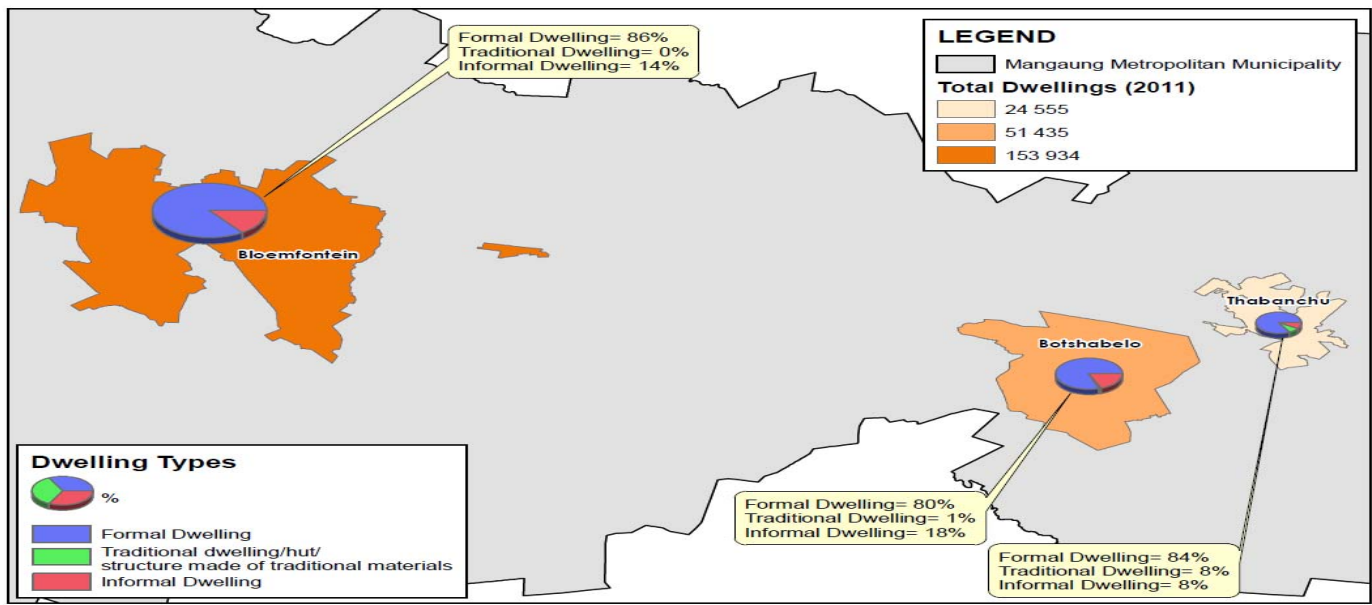 Formal Dwelling= 86%
Traditional Dwelling= 0%
Informal Dwelling= 14%
LEGEND
Mangaung Metropolitan Municipality
Total Dwellings (2011)
24 555
51 435
153 934
Bloemfontein
Thabanchu
Botshabelo
Dwelling Types
%
Formal Dwelling
Traditional dwelling/hut/
structure made of traditional materials
Informal Dwelling
Formal Dwelling= 80%
Traditional Dwelling= 1%
Informal Dwelling= 18%
Formal Dwelling= 84%
Traditional Dwelling= 8%
Informal Dwelling= 8%